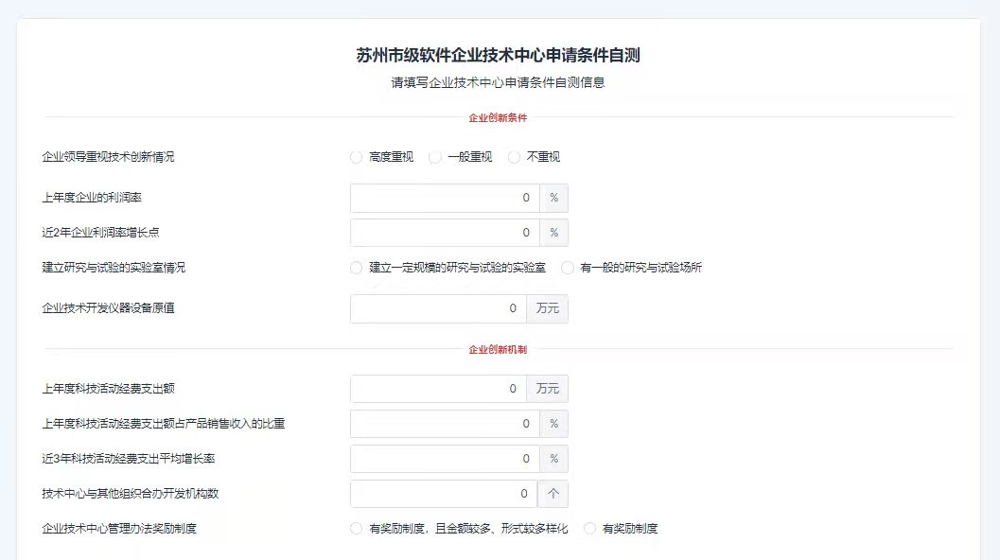 苏州市级软件企业技术中心申请条件自测
请填写企业技术中心申请条件自测信息
企业创新条件
企业领导重视技术创新情况 高度重视 一般重视 不重视
上年度企业的利润率 0 %
近2年企业利润率增长点 0 %
建立研究与试验的实验室情况 建立一定规模的研究与试验的实验室 有一般的研究与试验场所
企业技术开发仪器设备原值 0 万元
企业创新机制
上年度科技活动经费支出额 0 万元
上年度科技活动经费支出额占产品销售收入的比重 0 %
近3年科技活动经费支出平均增长率 0 %
技术中心与其他组织合办开发机构数 0 个
企业技术中心管理办法奖励制度 有奖励制度，且金额较多、形式较多样化 有奖励制度